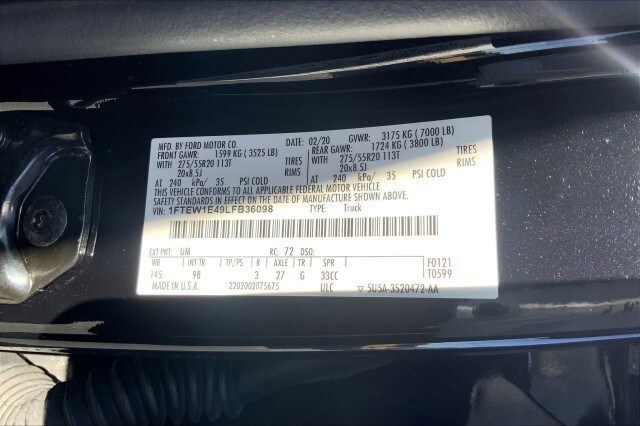 MFD. BY FORD MOTOR CO. 02/20 GVWR: 3175 KG ( 7000 LB)
FRONT GAWR: 1599 KG ( 3525 LB) REAR GAWR: 1724 KG ( 3800 LB)
WITH 275/55R20 113T TIRES WITH 275/55R20 113T TIRES
20x8.5J RIMS 20x8.5J RIMS
AT 240 kPa/ 35 PSI COLD AT 240 kPa/ 35 PSI COLD
THIS VEHICLE CONFORMS TO ALL APPLICABLE FEDERAL MOTOR VEHICLE
SAFETY STANDARDS IN EFFECT ON THE DATE OF MANUFACTURE SHOWN ABOVE.
VIN: 1FTEW1E49LFB36098 TYPE: Truck
F0121
T0599
EXT PNT: UM RC: 72 DSO:
WB INT TR TP/PS R AXLE TR SPR
145 9B 3 27 G 33CC
MADE IN U.S.A. 2202002075675 ULC ▽ 5U5A-3520472-AA